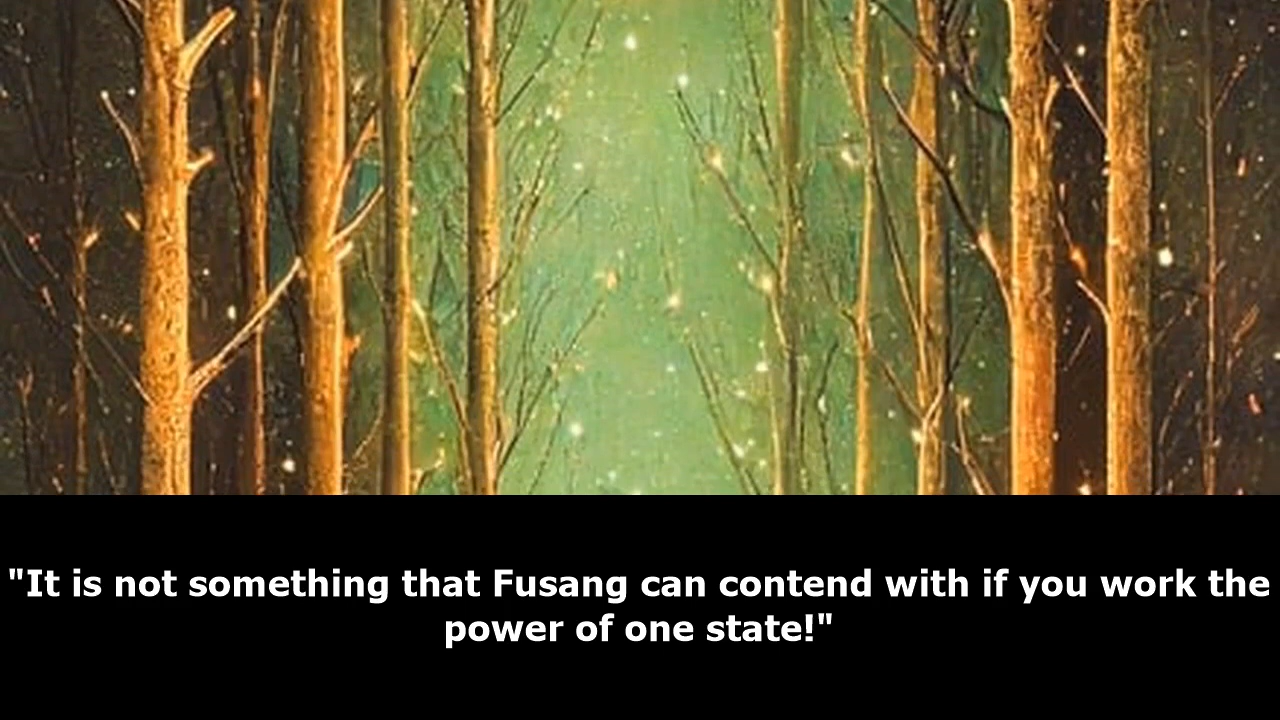 "It is not something that Fusang can contend with if you work the
power of one state!"